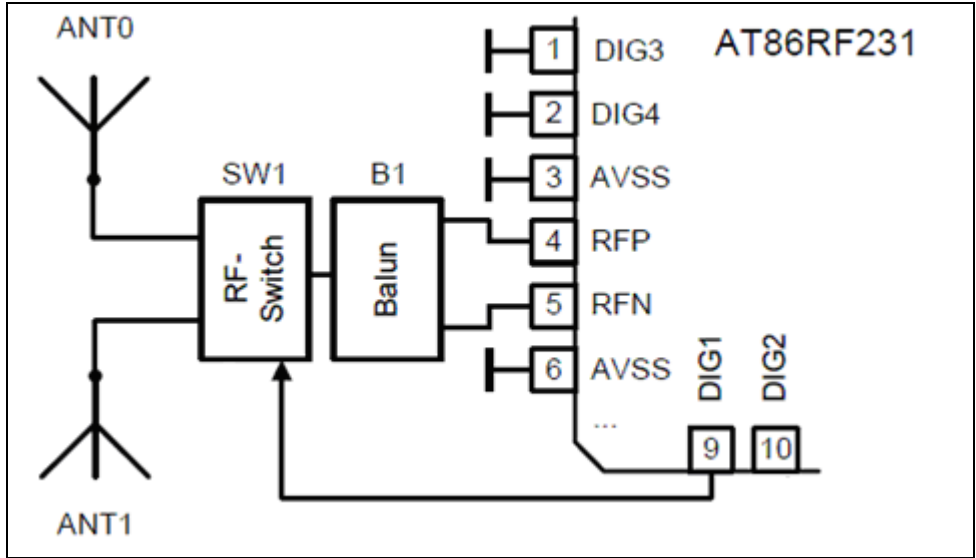 ANT0
AT86RF231
1 DIG3
2 DIG4
3 AVSS
SW1 B1
RF-
Switch
Balun
4 RFP
5 RFN
6 AVSS
...
DIG1 DIG2
9 10
ANT1